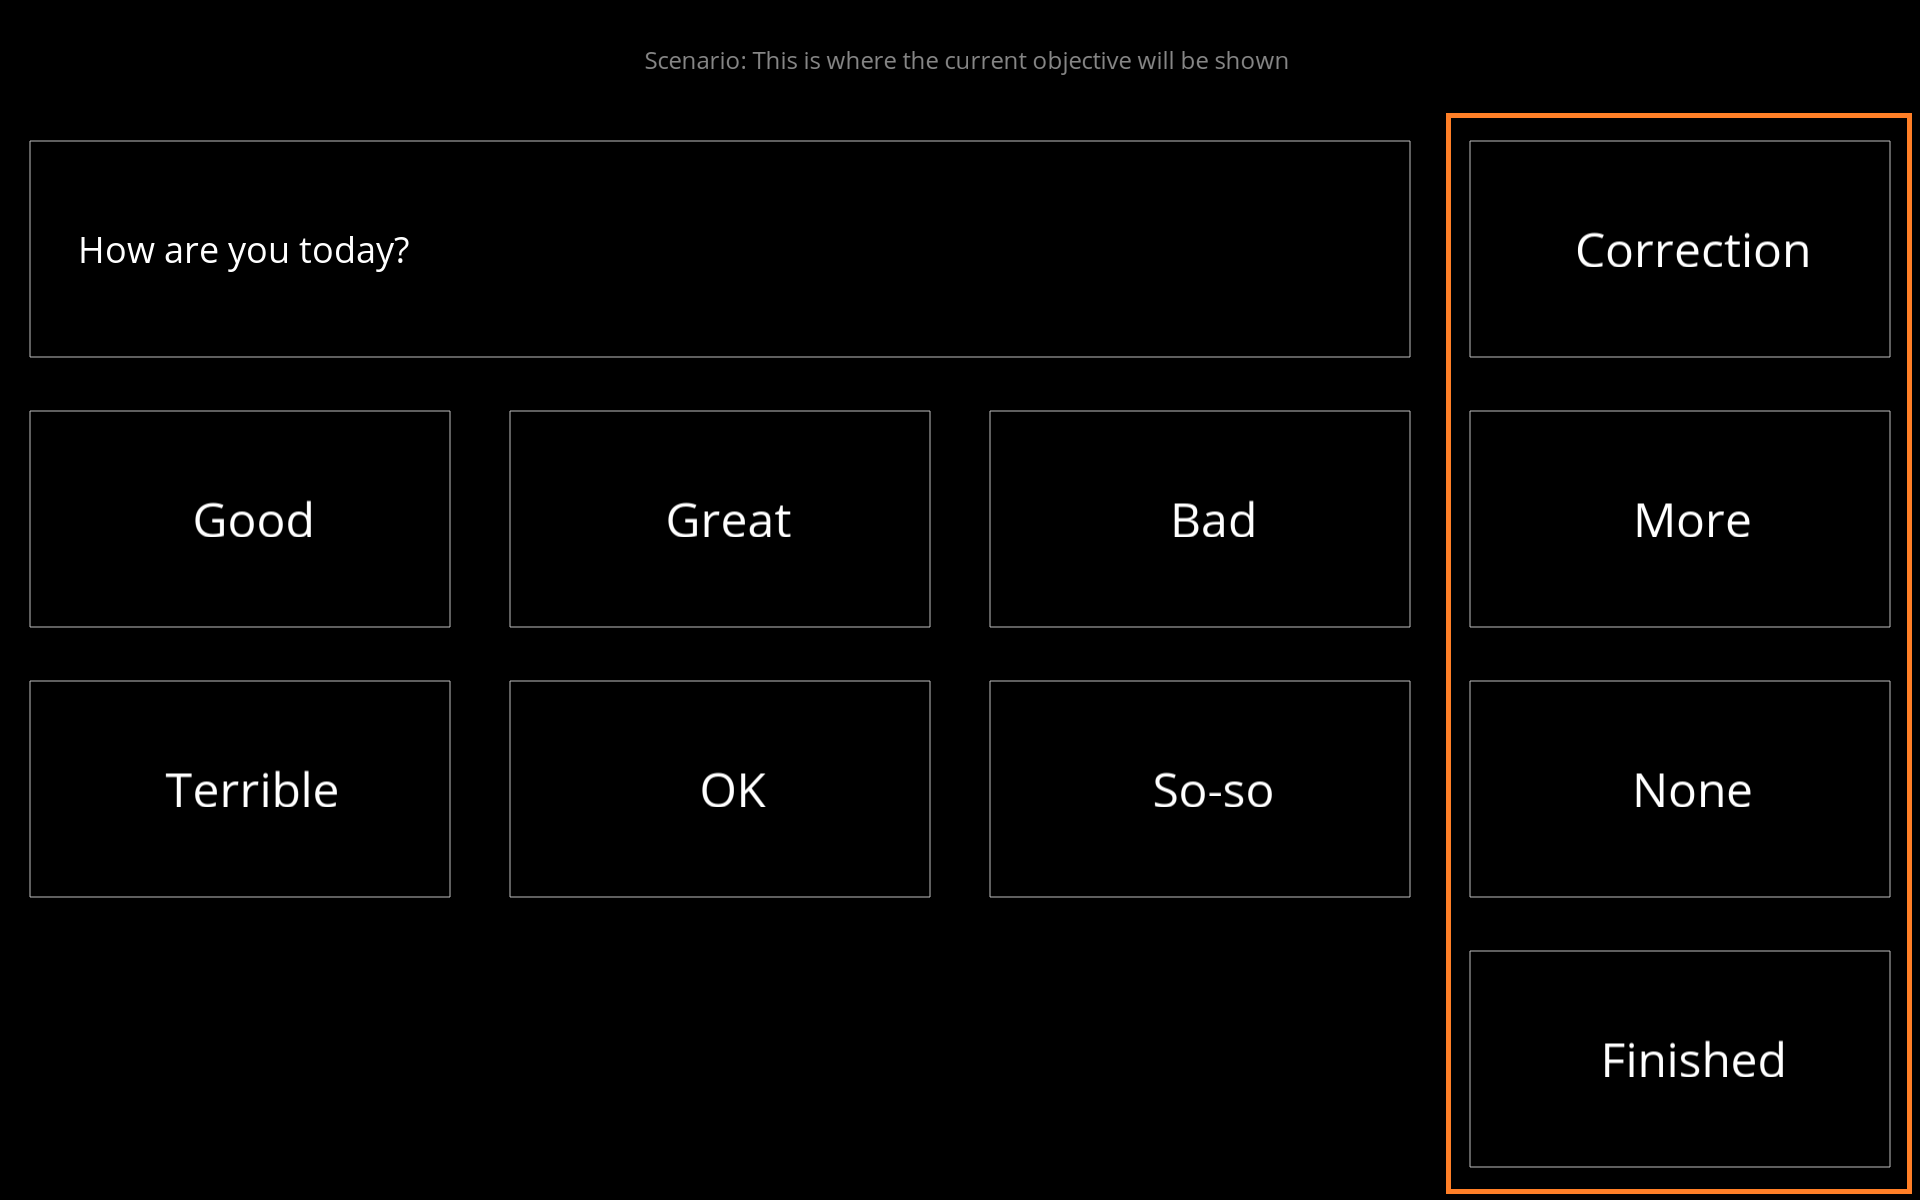 Scenario: This is where the current objective will be shown
How are you today?
Correction
Good
Great
Bad
More
Terrible
OK
So-so
None
Finished